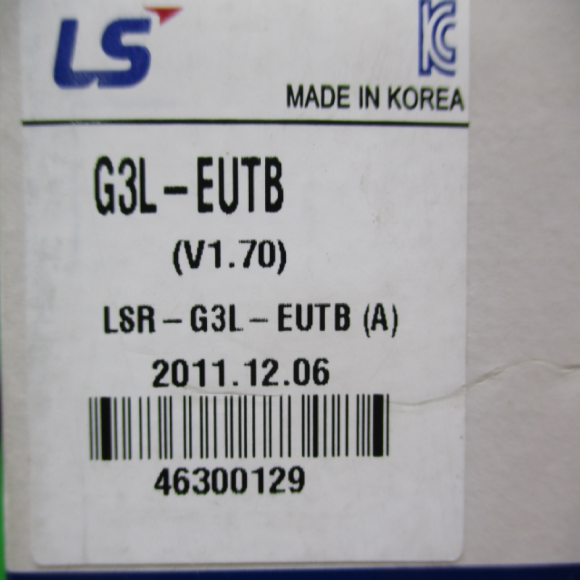 LS
MADE IN KOREA
G3L-EUTB
(V1.70)
LSR-G3L-EUTB (A)
2011.12.06
46300129